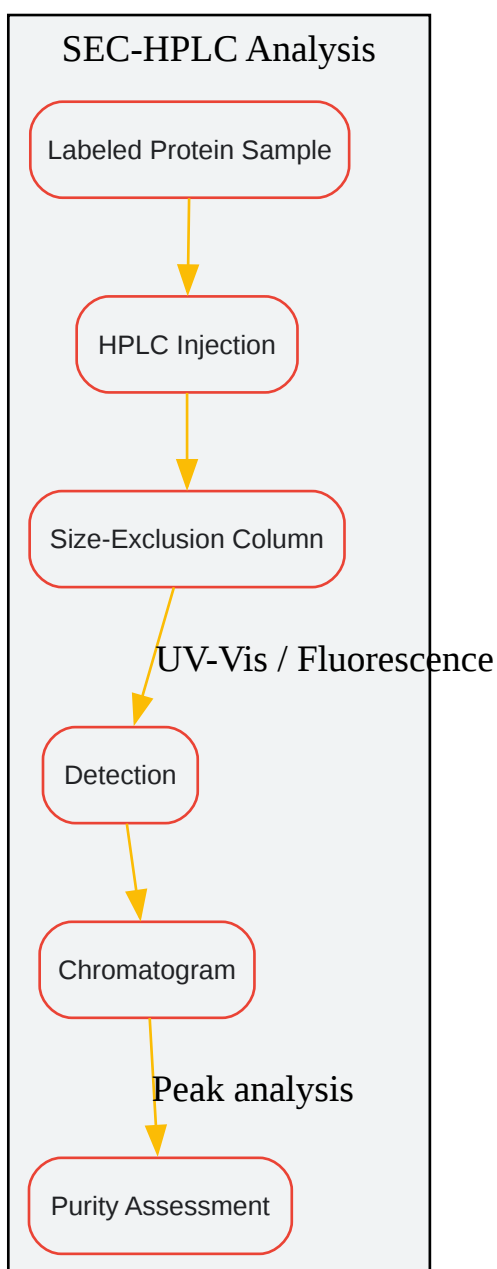 SEC-HPLC Analysis
Labeled Protein Sample
HPLC Injection
Size-Exclusion Column
UV-Vis / Fluorescence
Detection
Chromatogram
Peak analysis
Purity Assessment